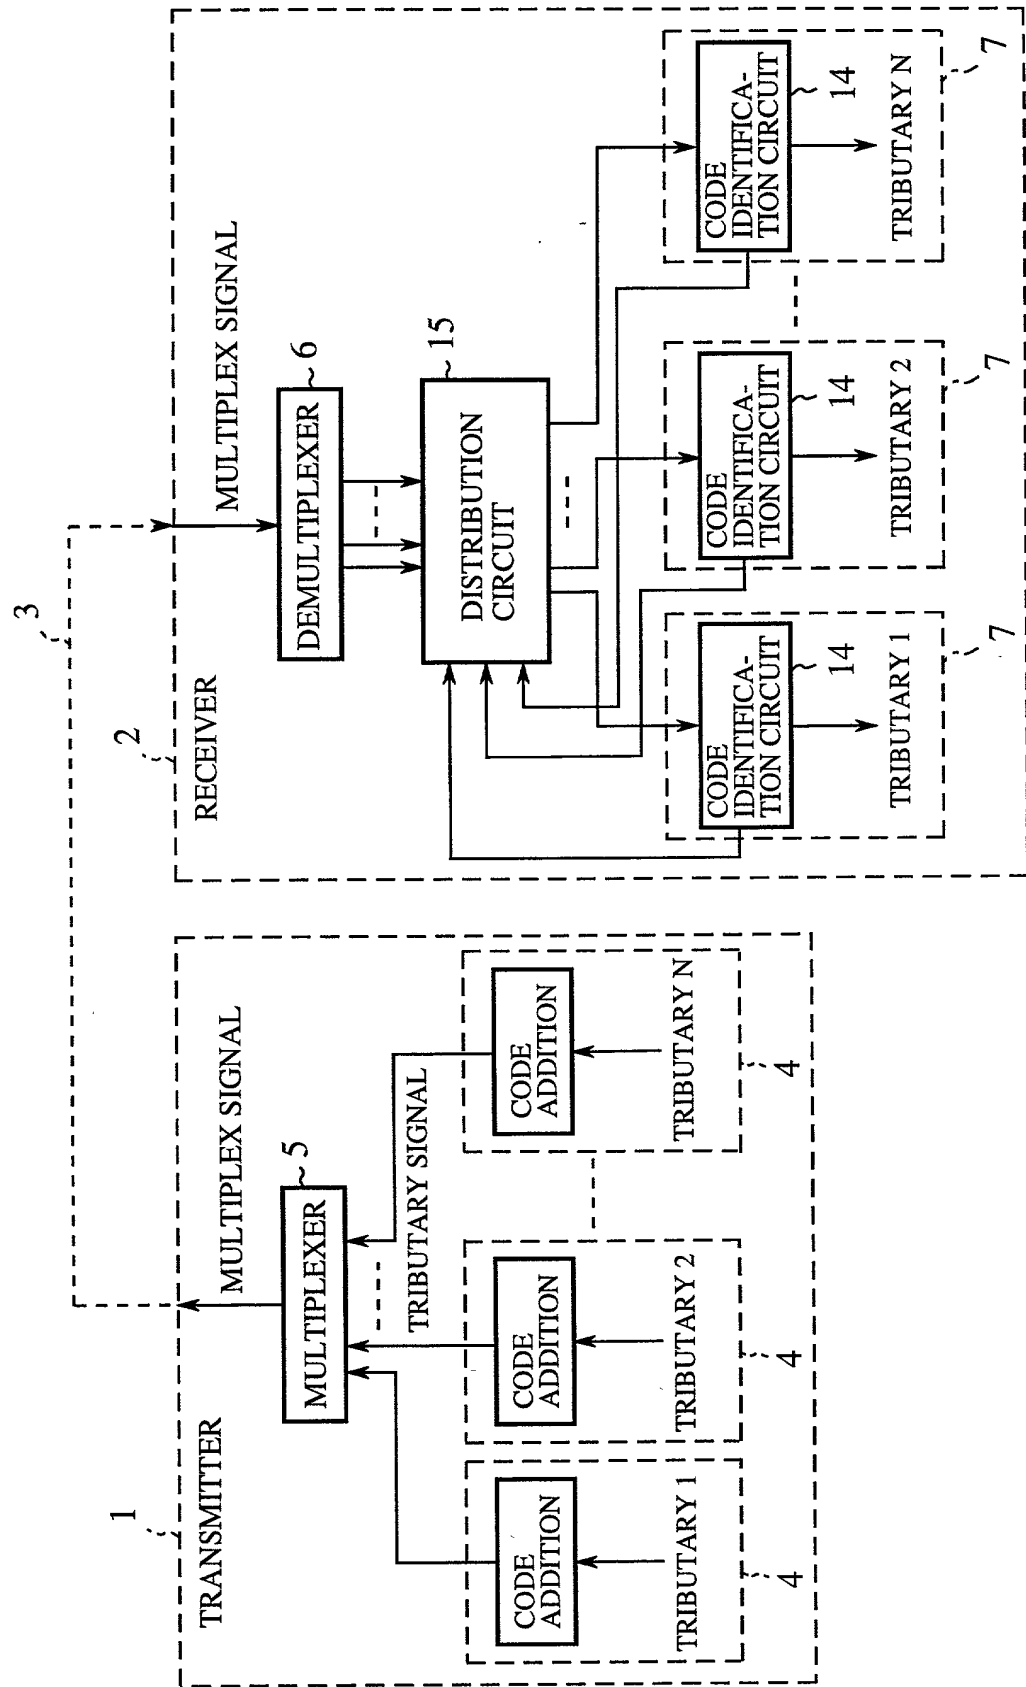 3
1
TRANSMITTER
MULTIPLEX SIGNAL
MULTIPLEXER
5
TRIBUTARY SIGNAL
CODE
ADDITION
TRIBUTARY 1
4
CODE
ADDITION
TRIBUTARY 2
4
CODE
ADDITION
TRIBUTARY N
4
2
RECEIVER
MULTIPLEX SIGNAL
DEMULTIPLEXER
6
DISTRIBUTION
CIRCUIT
15
CODE
IDENTIFICA-
TION CIRCUIT
14
TRIBUTARY 1
7
CODE
IDENTIFICA-
TION CIRCUIT
14
TRIBUTARY 2
7
CODE
IDENTIFICA-
TION CIRCUIT
14
TRIBUTARY N
7